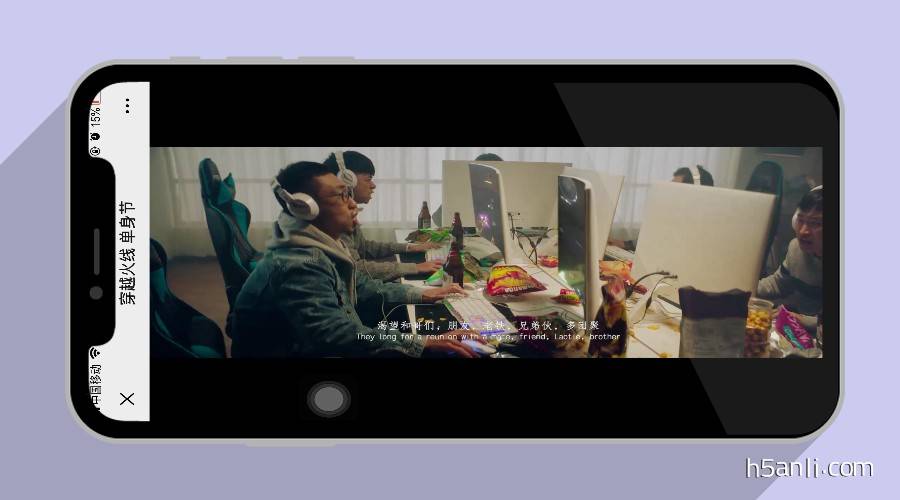 15%
穿越火线 单身节
中国移动
渴望和哥们，朋友，老铁，兄弟伙，多团聚
They long for a reunion with a mate, friend, Laotie, brother
h5anli.com